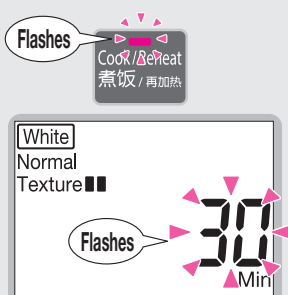 Flashes
Cook/Reheat
煮饭/再加热
White
Normal
Texture
Flashes
30
Min